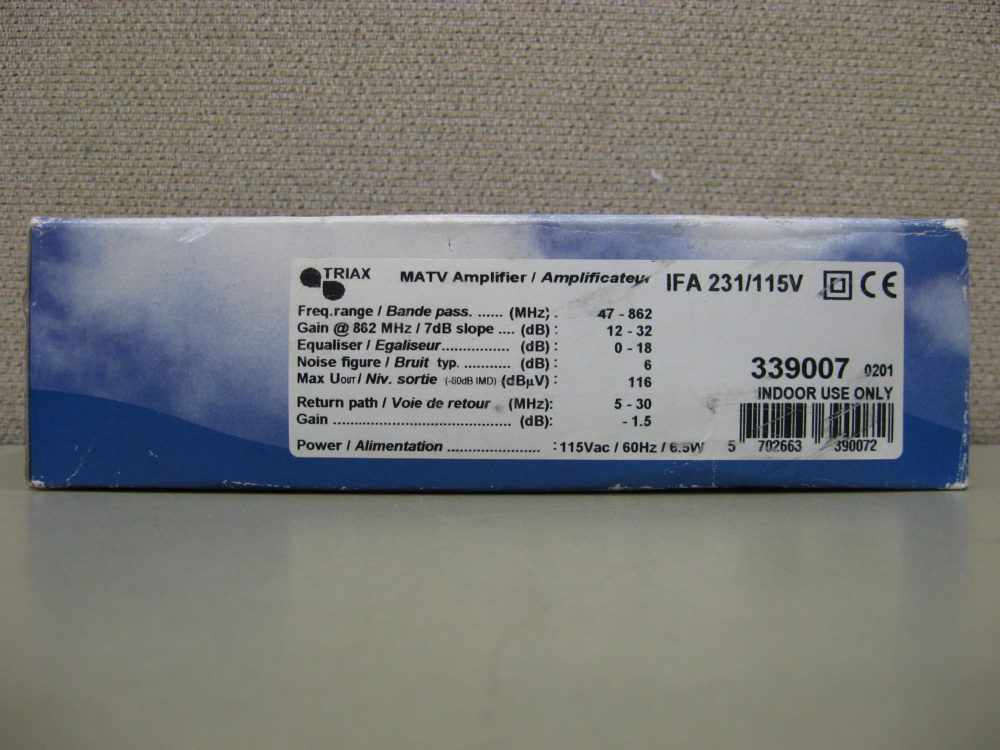 TRIAX MATV Amplifier / Amplificateur IFA 231/115V CE
Freq.range / Bande pass. ...... (MHz) : 47 - 862
Gain @ 862 MHz / 7dB slope .... (dB) : 12 - 32
Equaliser / Egaliseur................. (dB) : 0 - 18
Noise figure / Bruit typ. ............ (dB) : 6
Max Uout / Niv. sortie (-60dB IMD) (dBµV) : 116
Return path / Voie de retour (MHz): 5 - 30
Gain ............................................. (dB): - 1.5
Power / Alimentation ....................... : 115Vac / 60Hz / 6.5W
339007 0201
INDOOR USE ONLY
5 702663 390072